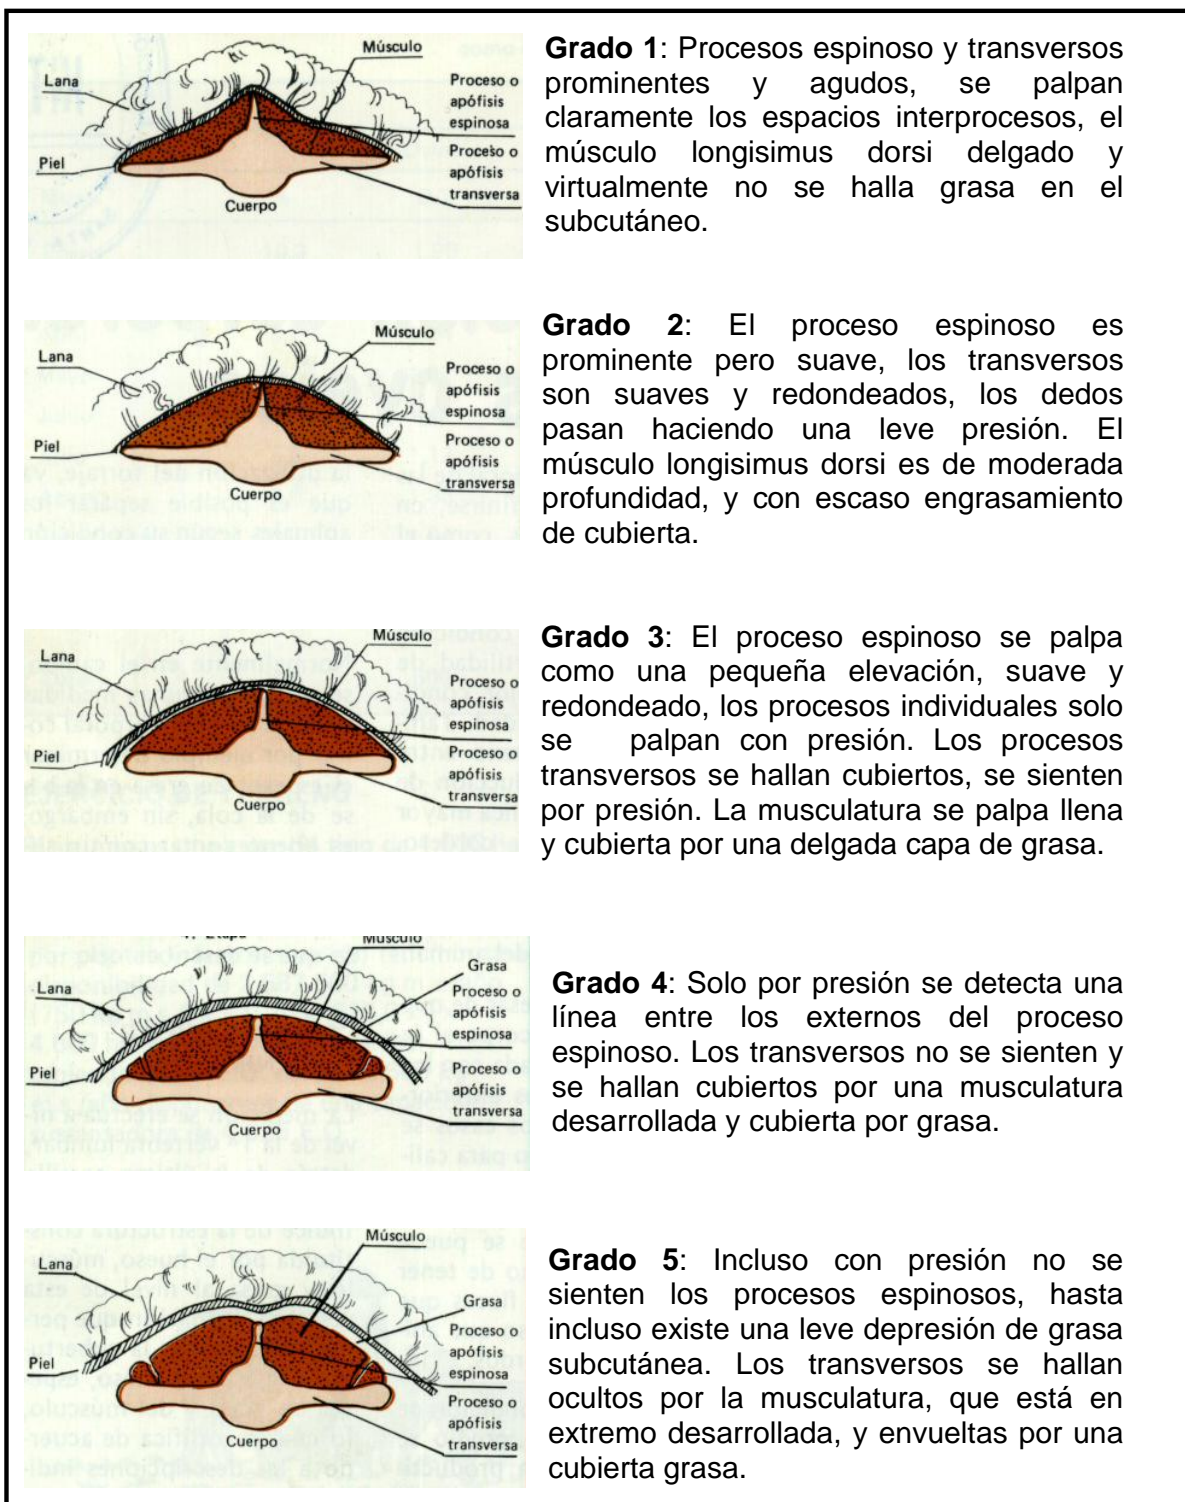 Músculo
Lana
Proceso o
apófisis
espinosa
Proceso o
apófisis
transversa
Piel
Cuerpo
Grado 1: Procesos espinoso y transversos
prominentes y agudos, se palpan
claramente los espacios interprocesos, el
músculo longisimus dorsi delgado y
virtualmente no se halla grasa en el
subcutáneo.
Músculo
Lana
Proceso o
apófisis
espinosa
Proceso o
apófisis
transversa
Piel
Cuerpo
Grado 2: El proceso espinoso es
prominente pero suave, los transversos
son suaves y redondeados, los dedos
pasan haciendo una leve presión. El
músculo longisimus dorsi es de moderada
profundidad, y con escaso engrasamiento
de cubierta.
Músculo
Lana
Proceso o
apófisis
espinosa
Proceso o
apófisis
transversa
Piel
Cuerpo
Grado 3: El proceso espinoso se palpa
como una pequeña elevación, suave y
redondeado, los procesos individuales solo
se palpan con presión. Los procesos
transversos se hallan cubiertos, se sienten
por presión. La musculatura se palpa llena
y cubierta por una delgada capa de grasa.
Músculo
Grasa
Lana
Proceso o
apófisis
espinosa
Proceso o
apófisis
transversa
Piel
Cuerpo
Grado 4: Solo por presión se detecta una
línea entre los externos del proceso
espinoso. Los transversos no se sienten y
se hallan cubiertos por una musculatura
desarrollada y cubierta por grasa.
Músculo
Lana
Grasa
Proceso o
apófisis
espinosa
Proceso o
apófisis
transversa
Piel
Cuerpo
Grado 5: Incluso con presión no se
sienten los procesos espinosos, hasta
incluso existe una leve depresión de grasa
subcutánea. Los transversos se hallan
ocultos por la musculatura, que está en
extremo desarrollada, y envueltas por una
cubierta grasa.